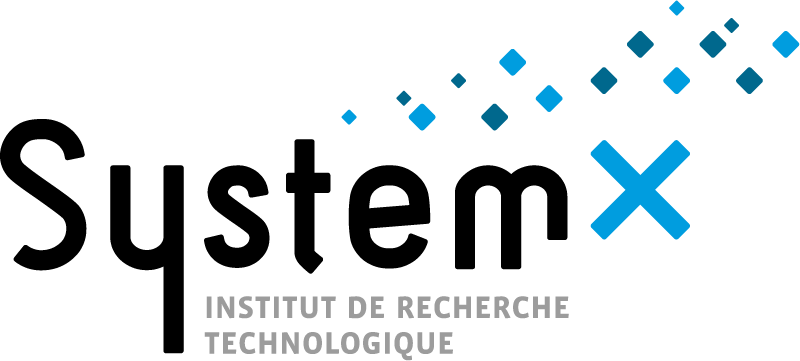 SystemX
INSTITUT DE RECHERCHE
TECHNOLOGIQUE